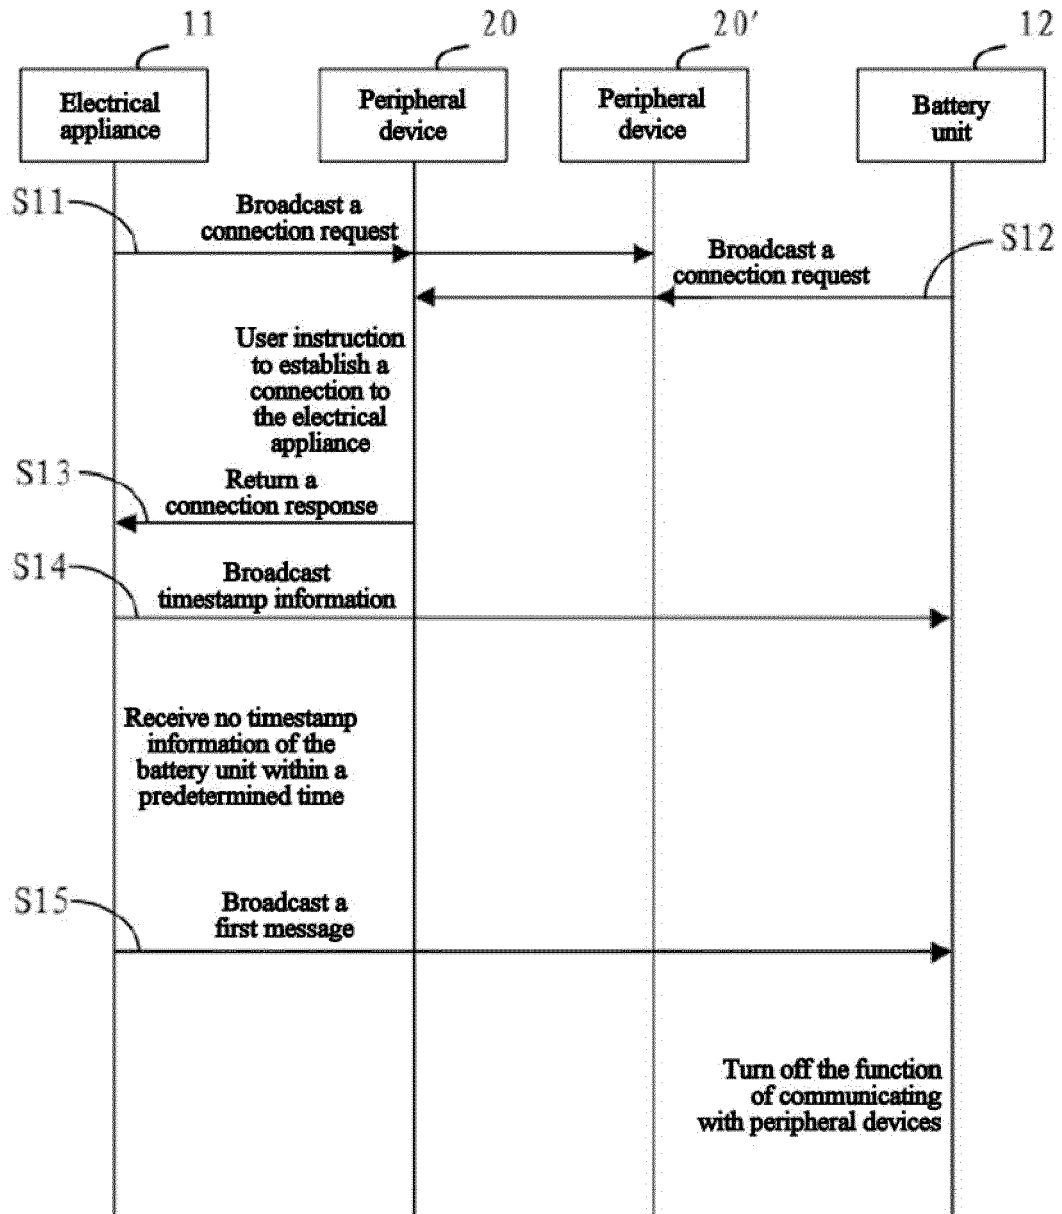 11
20
20′
12
Electrical
appliance
Peripheral
device
Peripheral
device
Battery
unit
S11
Broadcast a
connection request
Broadcast a
connection request
S12
User instruction
to establish a
connection to
the electrical
appliance
S13
Return a
connection response
S14
Broadcast
timestamp information
Receive no timestamp
information of the
battery unit within a
predetermined time
S15
Broadcast a
first message
Turn off the function
of communicating
with peripheral devices